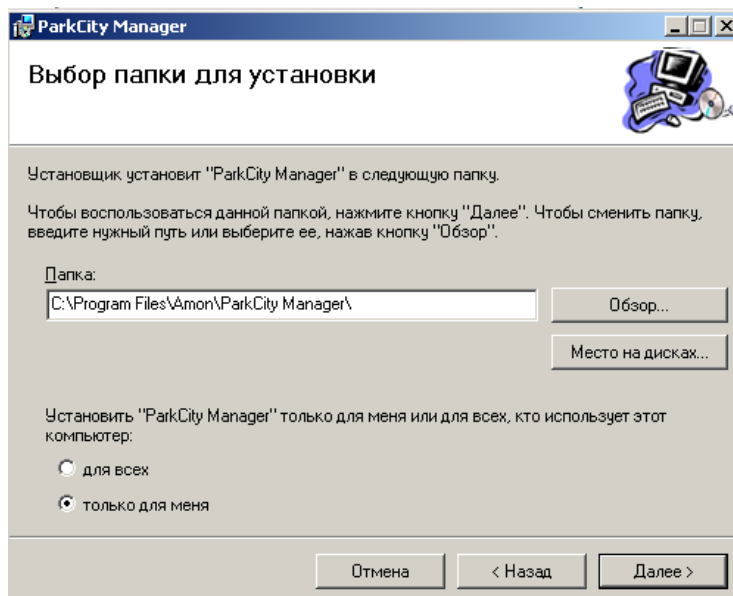 ParkCity Manager
Выбор папки для установки
Установщик установит "ParkCity Manager" в следующую папку.
Чтобы воспользоваться данной папкой, нажмите кнопку "Далее". Чтобы сменить папку,
введите нужный путь или выберите ее, нажав кнопку "Обзор".
Папка:
C:\Program Files\Amon\ParkCity Manager\
Обзор...
Место на дисках...
Установить "ParkCity Manager" только для меня или для всех, кто использует этот
компьютер:
для всех
только для меня
Отмена
< Назад
Далее >